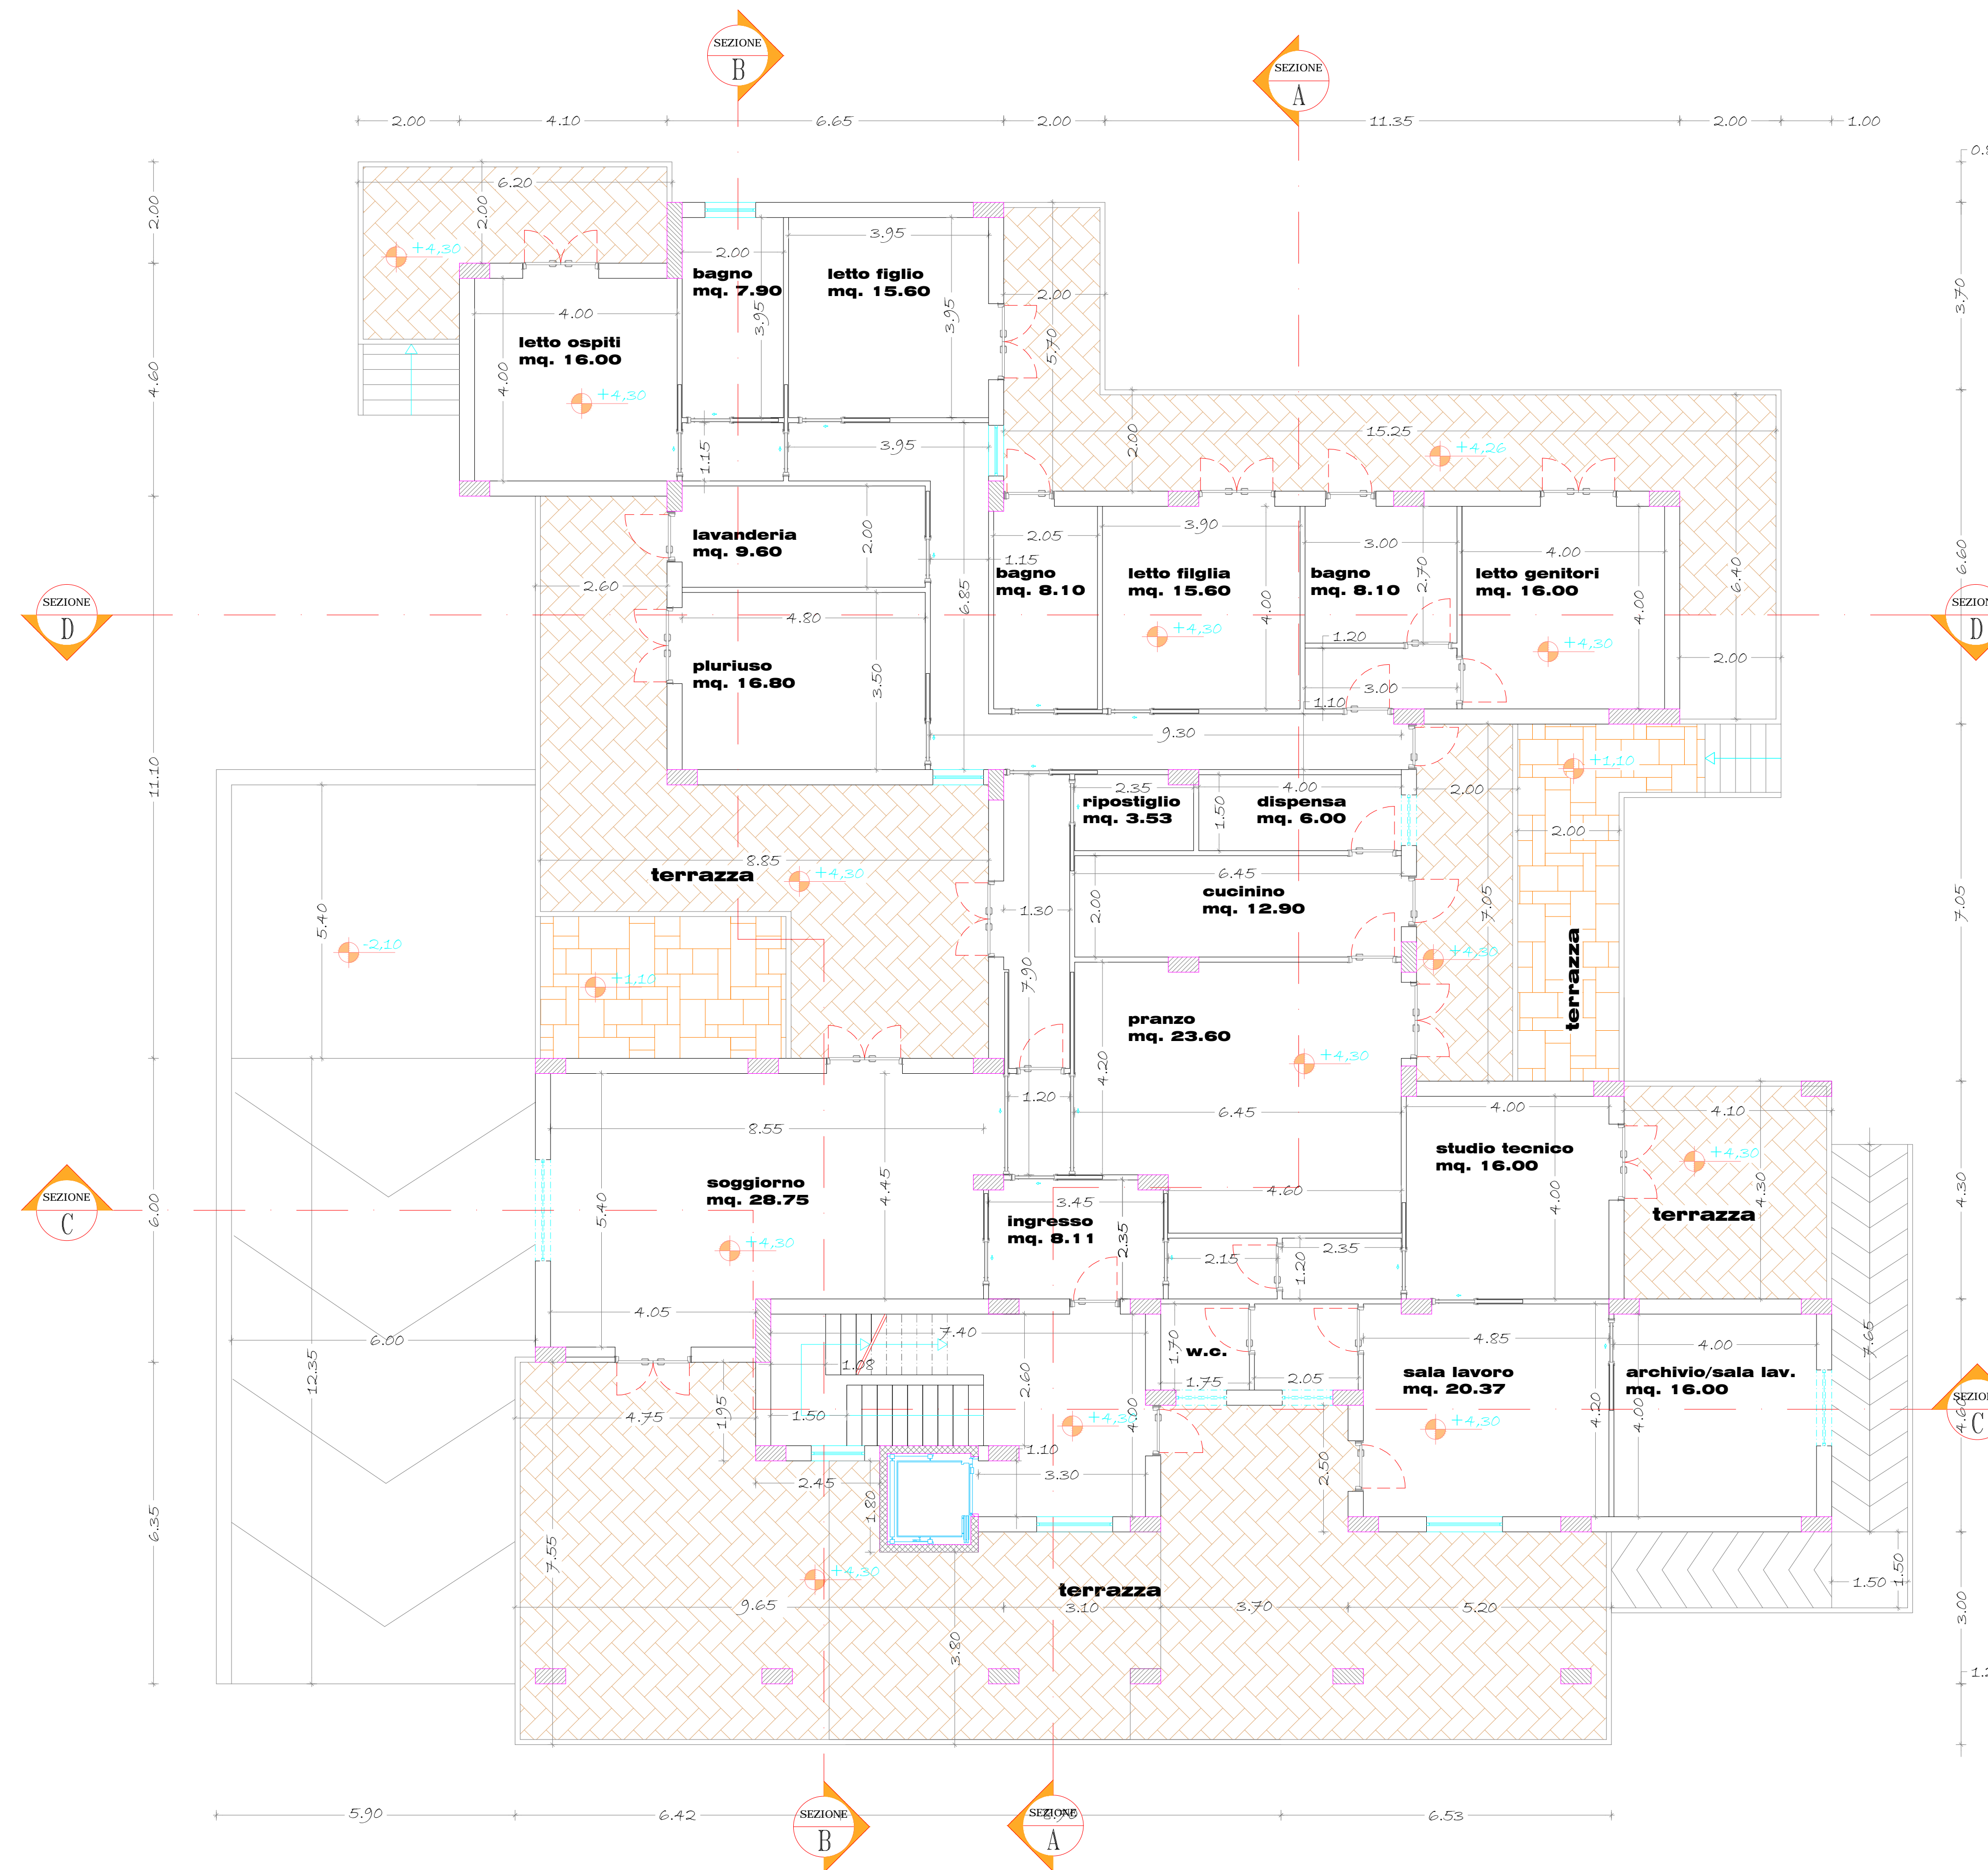 SEZIONE
B
SEZIONE
A
2.00
4.10
6.65
2.00
11.35
2.00
1.00
2.00
4.60
11.10
6.00
6.35
3.70
6.60
7.05
4.30
4.60
3.00
6.20
2.00
+4,30
2.00
3.95
bagno
mq. 7.90
letto figlio
mq. 15.60
2.00
4.00
3.95
3.95
5.70
letto ospiti
mq. 16.00
4.00
+4,30
1.15
3.95
2.00
15.25
+4,26
lavanderia
mq. 9.60
2.00
2.05
3.90
3.00
4.00
1.15
bagno
mq. 8.10
letto filglia
mq. 15.60
bagno
mq. 8.10
2.70
letto genitori
mq. 16.00
6.40
2.60
6.85
4.00
4.00
SEZIONE
D
D
4.80
+4,30
1.20
+4,30
2.00
pluriuso
mq. 16.80
3.50
3.00
1.10
9.30
+1,10
2.00
2.35
4.00
ripostiglio
mq. 3.53
1.50
dispensa
mq. 6.00
2.00
8.85
terrazza
+4,30
6.45
cucinino
mq. 12.90
1.30
2.00
7.05
5.40
-2,10
+1,10
7.90
+4,30
terrazza
pranzo
mq. 23.60
4.20
+4,30
1.20
6.45
4.00
4.10
8.55
studio tecnico
mq. 16.00
+4,30
soggiorno
mq. 28.75
4.45
4.60
4.00
4.30
SEZIONE
C
5.40
3.45
ingresso
mq. 8.11
2.35
terrazza
+4,30
2.15
1.20
2.35
4.05
6.00
12.35
7.40
1.08
2.60
1.70
w.c.
4.85
4.00
7.65
sala lavoro
mq. 20.37
archivio/sala lav.
mq. 16.00
1.75
2.05
4.75
1.95
1.50
+4,30
4.00
+4,30
4.20
4.00
C
1.10
3.30
2.45
1.80
2.50
7.55
+4,30
terrazza
1.50
1.50
9.65
3.10
3.70
5.20
3.80
5.90
6.42
6.53
SEZIONE
B
SEZIONE
A